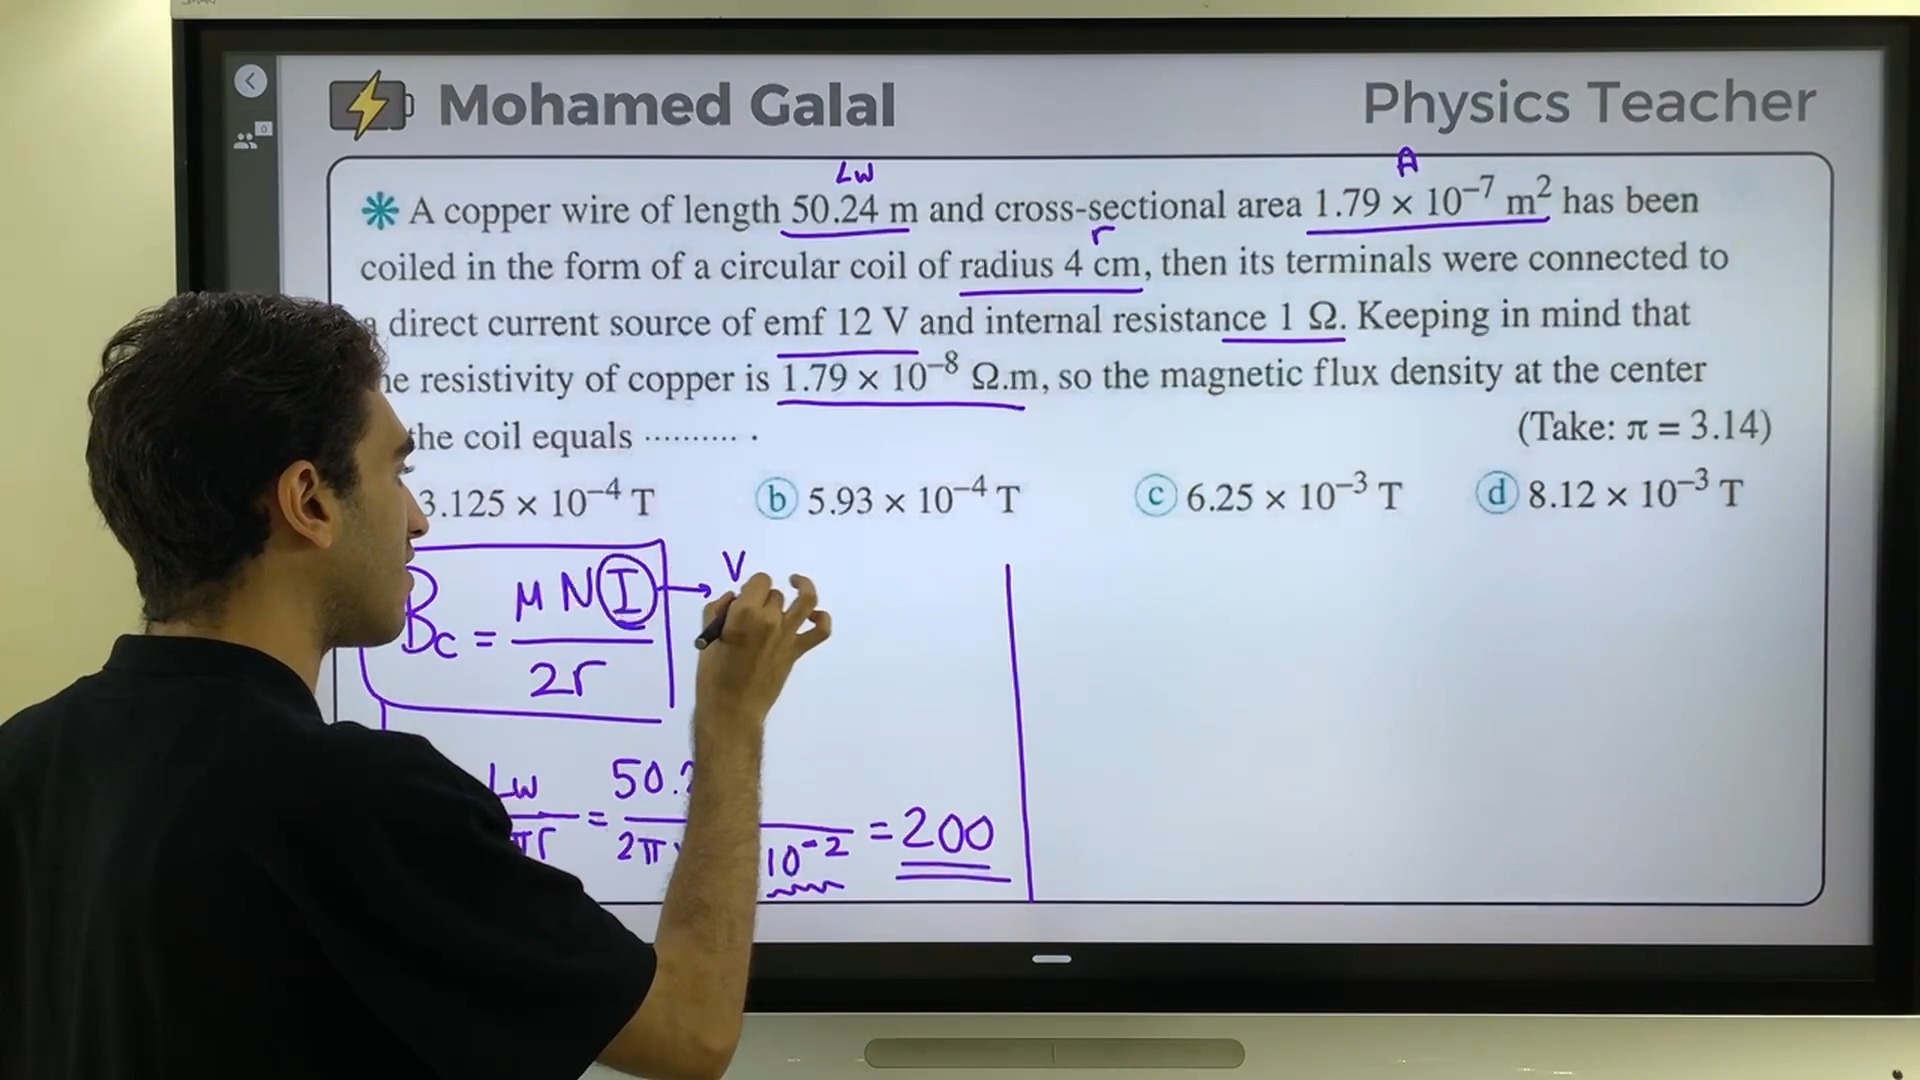 Mohamed Galal
Physics Teacher
Lw
A
A copper wire of length 50.24 m and cross-sectional area 1.79 × 10⁻⁷ m² has been
r
coiled in the form of a circular coil of radius 4 cm, then its terminals were connected to
direct current source of emf 12 V and internal resistance 1 Ω. Keeping in mind that
resistivity of copper is 1.79 × 10⁻⁸ Ω.m, so the magnetic flux density at the center
the coil equals .......... .
(Take: π = 3.14)
3.125 × 10⁻⁴ T
b 5.93 × 10⁻⁴ T
c 6.25 × 10⁻³ T
d 8.12 × 10⁻³ T
Bc = μ N I / 2r → V
Lw / πr = 50. / 2π 10⁻² = 200